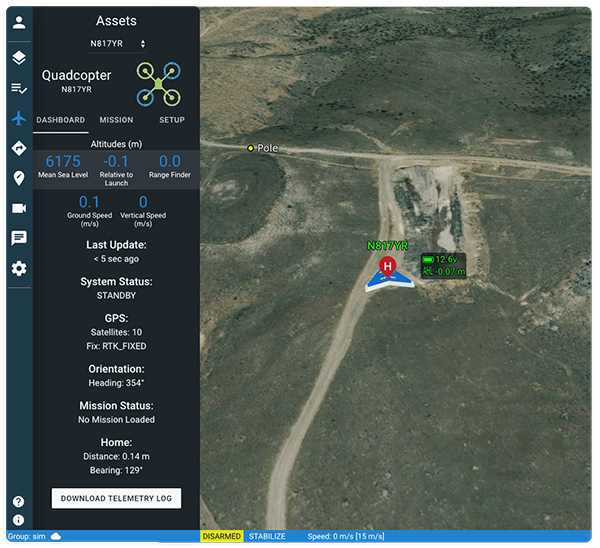 Assets
N817YR
Quadcopter
N817YR
DASHBOARD MISSION SETUP
Altitudes (m)
6175 -0.1 0.0
Mean Sea Level Relative to Launch Range Finder
0.1 0
Ground Speed (m/s) Vertical Speed (m/s)
Last Update:
< 5 sec ago
System Status:
STANDBY
GPS:
Satellites: 10
Fix: RTK_FIXED
Orientation:
Heading: 354°
Mission Status:
No Mission Loaded
Home:
Distance: 0.14 m
Bearing: 129°
DOWNLOAD TELEMETRY LOG
Pole
N817YR
H
12.6v
AHL -0.07 m
Group: sim DISARMED STABILIZE Speed: 0 m/s [15 m/s]